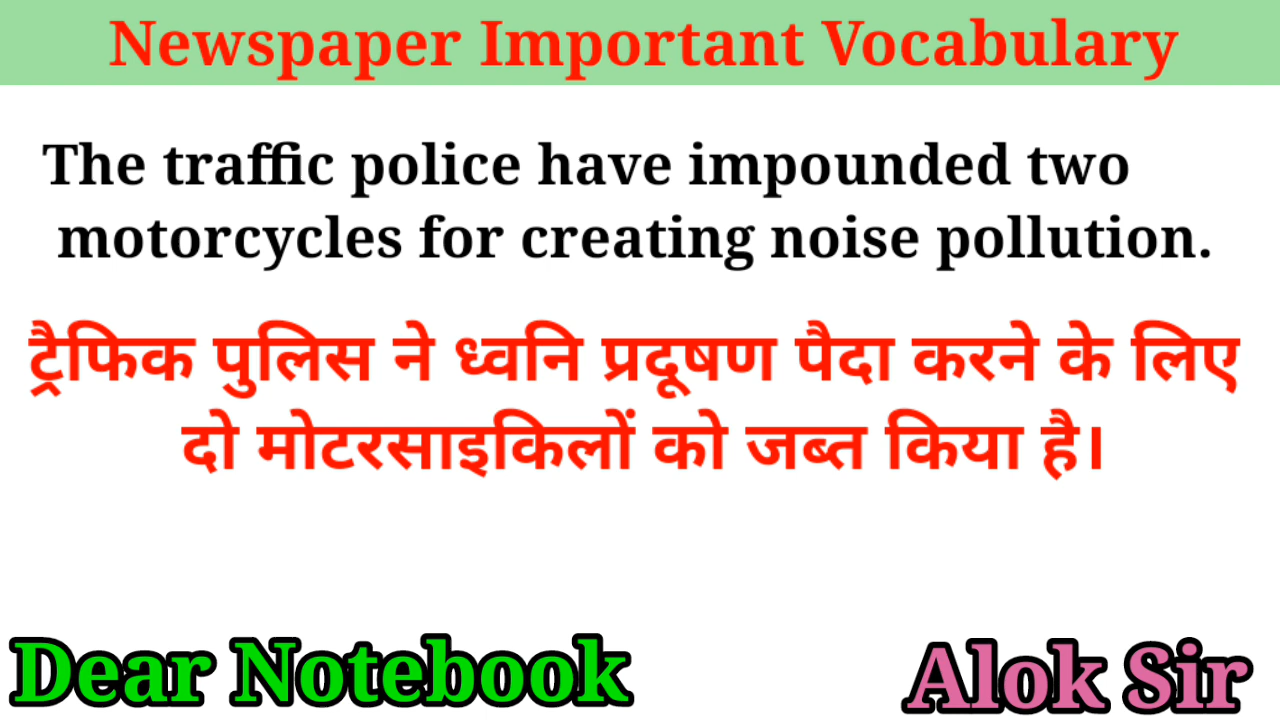 Newspaper Important Vocabulary
The traffic police have impounded two
motorcycles for creating noise pollution.
ट्रैफिक पुलिस ने ध्वनि प्रदूषण पैदा करने के लिए
दो मोटरसाइकिलों को जब्त किया है।
Dear Notebook
Alok Sir